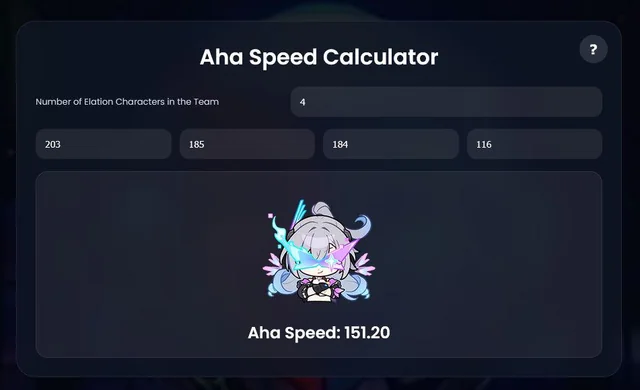 Aha Speed Calculator
?
Number of Elation Characters in the Team
4
203
185
184
116
Aha Speed: 151.20